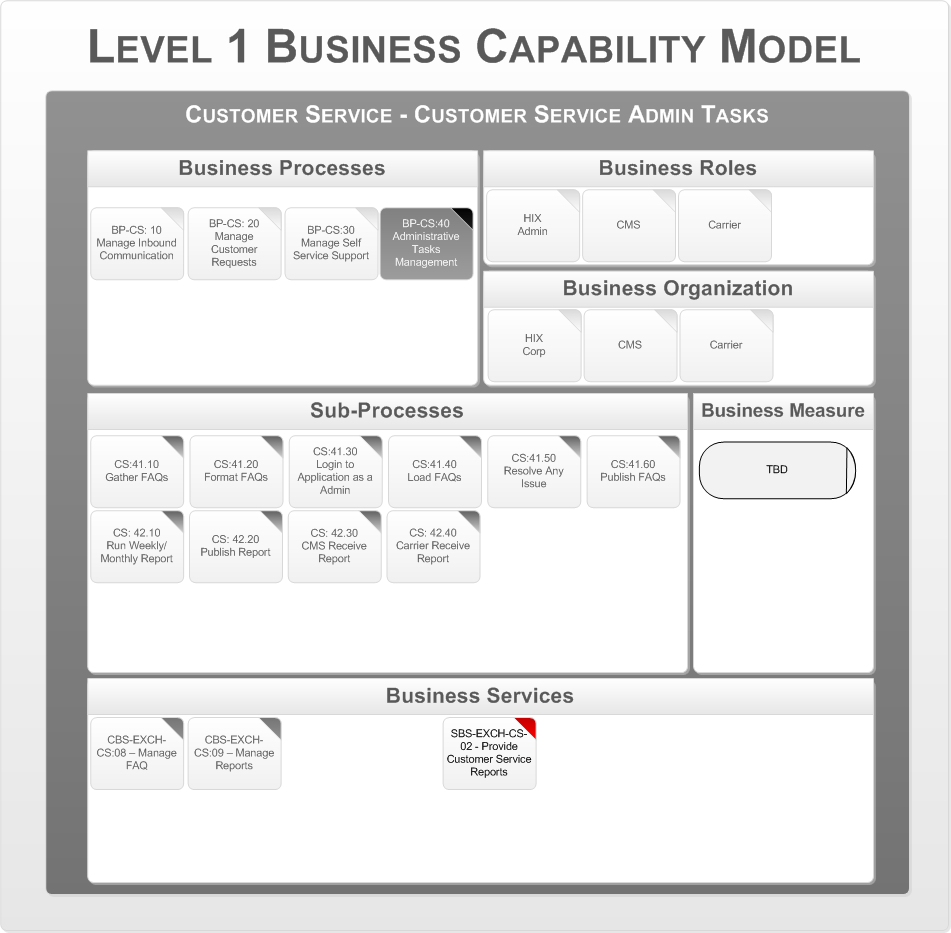 LEVEL 1 BUSINESS CAPABILITY MODEL
CUSTOMER SERVICE - CUSTOMER SERVICE ADMIN TASKS
Business Processes
BP-CS: 10
Manage Inbound
Communication
BP-CS: 20
Manage
Customer
Requests
BP-CS:30
Manage Self
Service Support
BP-CS:40
Administrative
Tasks
Management
Business Roles
HIX
Admin
CMS
Carrier
Business Organization
HIX
Corp
CMS
Carrier
Sub-Processes
CS:41.10
Gather FAQs
CS:41.20
Format FAQs
CS:41.30
Login to
Application as a
Admin
CS:41.40
Load FAQs
CS:41.50
Resolve Any
Issue
CS:41.60
Publish FAQs
CS: 42.10
Run Weekly/
Monthly Report
CS: 42.20
Publish Report
CS: 42.30
CMS Receive
Report
CS: 42.40
Carrier Receive
Report
Business Measure
TBD
Business Services
CBS-EXCH-
CS:08 – Manage
FAQ
CBS-EXCH-
CS:09 – Manage
Reports
SBS-EXCH-CS-
02 - Provide
Customer Service
Reports